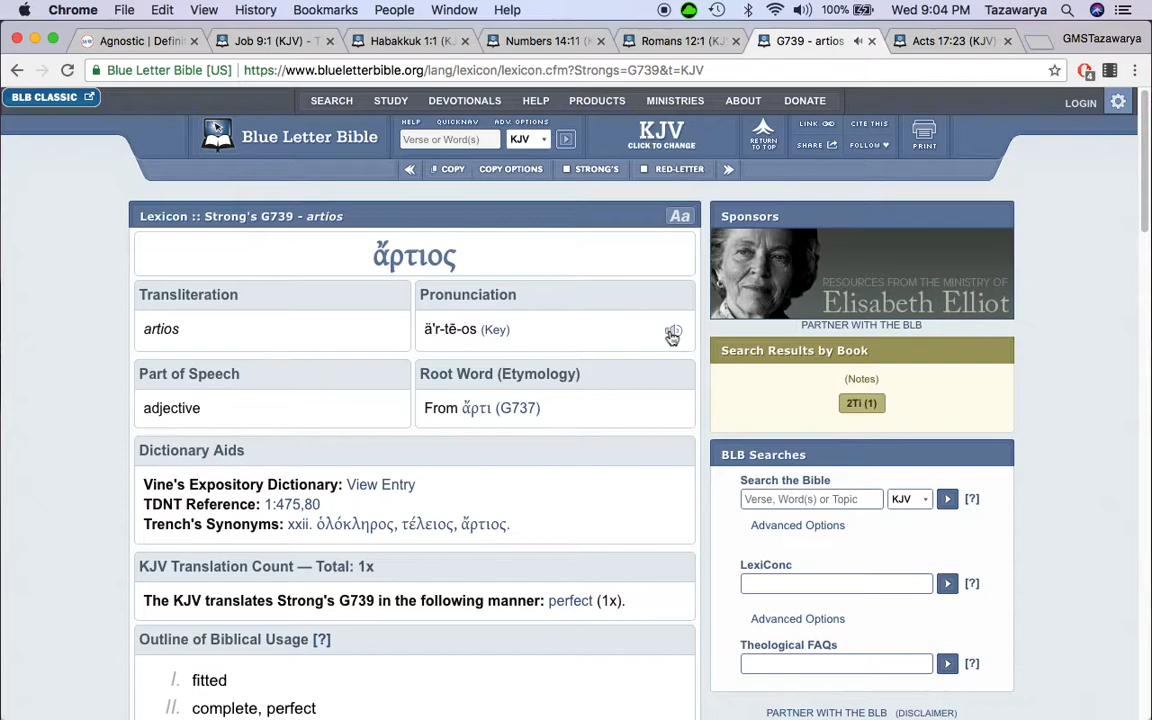 Chrome File Edit View History Bookmarks People Window Help 100% Wed 9:04 PM Tazawarya
Agnostic | Defini Job 9:1 (KJV) - T Habakkuk 1:1 (K Numbers 14:11 ( Romans 12:1 (K G739 - artios Acts 17:23 (KJV) GMSTazawarya
Blue Letter Bible [US] https://www.blueletterbible.org/lang/lexicon/lexicon.cfm?Strongs=G739&t=KJV 4
BLB CLASSIC SEARCH STUDY DEVOTIONALS HELP PRODUCTS MINISTRIES ABOUT DONATE LOGIN
HELP QUICKNAV ADV. OPTIONS
Blue Letter Bible Verse or Word(s) KJV KJV CLICK TO CHANGE RETURN TO TOP LINK CITE THIS SHARE FOLLOW PRINT
COPY COPY OPTIONS STRONG'S RED-LETTER
Lexicon :: Strong's G739 - artios Aa
ἄρτιος
Transliteration Pronunciation
artios ä'r-tē-os (Key)
Part of Speech Root Word (Etymology)
adjective From ἄρτι (G737)
Dictionary Aids
Vine's Expository Dictionary: View Entry
TDNT Reference: 1:475,80
Trench's Synonyms: xxii. ὁλόκληρος, τέλειος, ἄρτιος.
KJV Translation Count — Total: 1x
The KJV translates Strong's G739 in the following manner: perfect (1x).
Outline of Biblical Usage [?]
I. fitted
II. complete, perfect
Sponsors
RESOURCES FROM THE MINISTRY OF
Elisabeth Elliot
PARTNER WITH THE BLB
Search Results by Book
(Notes)
2Ti (1)
BLB Searches
Search the Bible
Verse, Word(s) or Topic KJV [?]
Advanced Options
LexiConc
[?]
Advanced Options
Theological FAQs
[?]
PARTNER WITH THE BLB (DISCLAIMER)